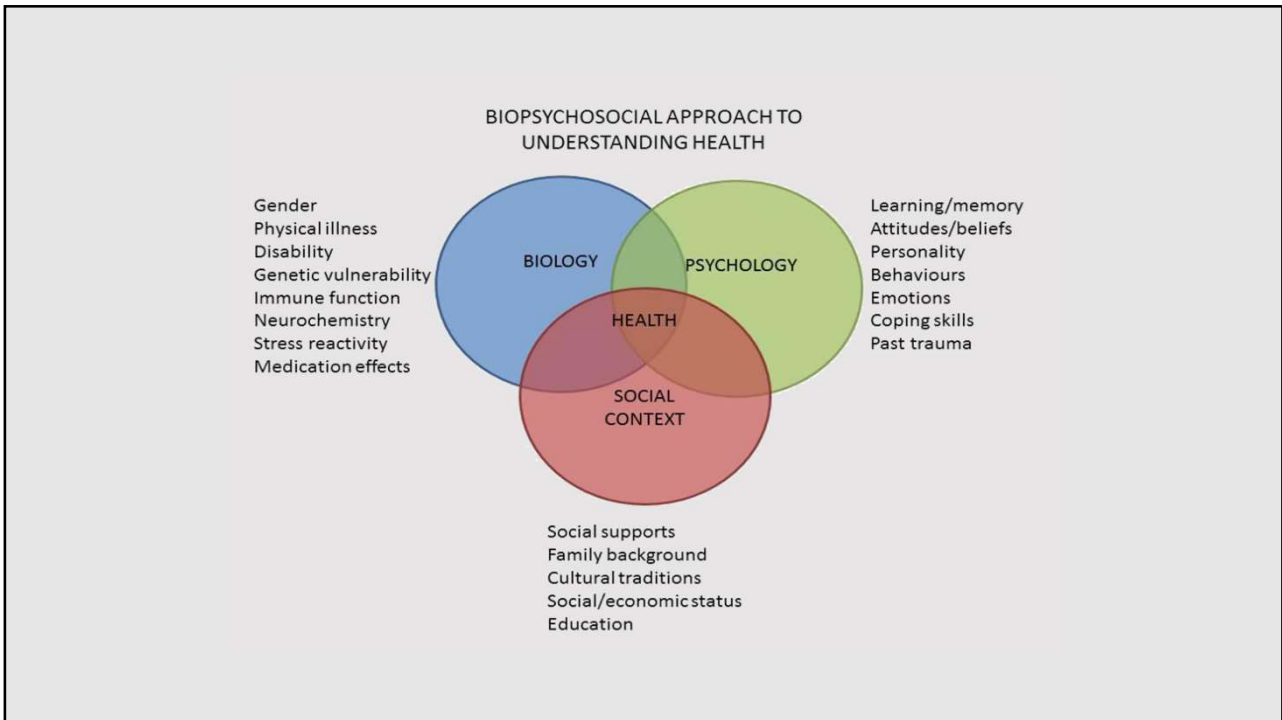 BIOPSYCHOSOCIAL APPROACH TO
UNDERSTANDING HEALTH
Gender
Physical illness
Disability
Genetic vulnerability
Immune function
Neurochemistry
Stress reactivity
Medication effects
BIOLOGY
PSYCHOLOGY
HEALTH
SOCIAL
CONTEXT
Learning/memory
Attitudes/beliefs
Personality
Behaviours
Emotions
Coping skills
Past trauma
Social supports
Family background
Cultural traditions
Social/economic status
Education